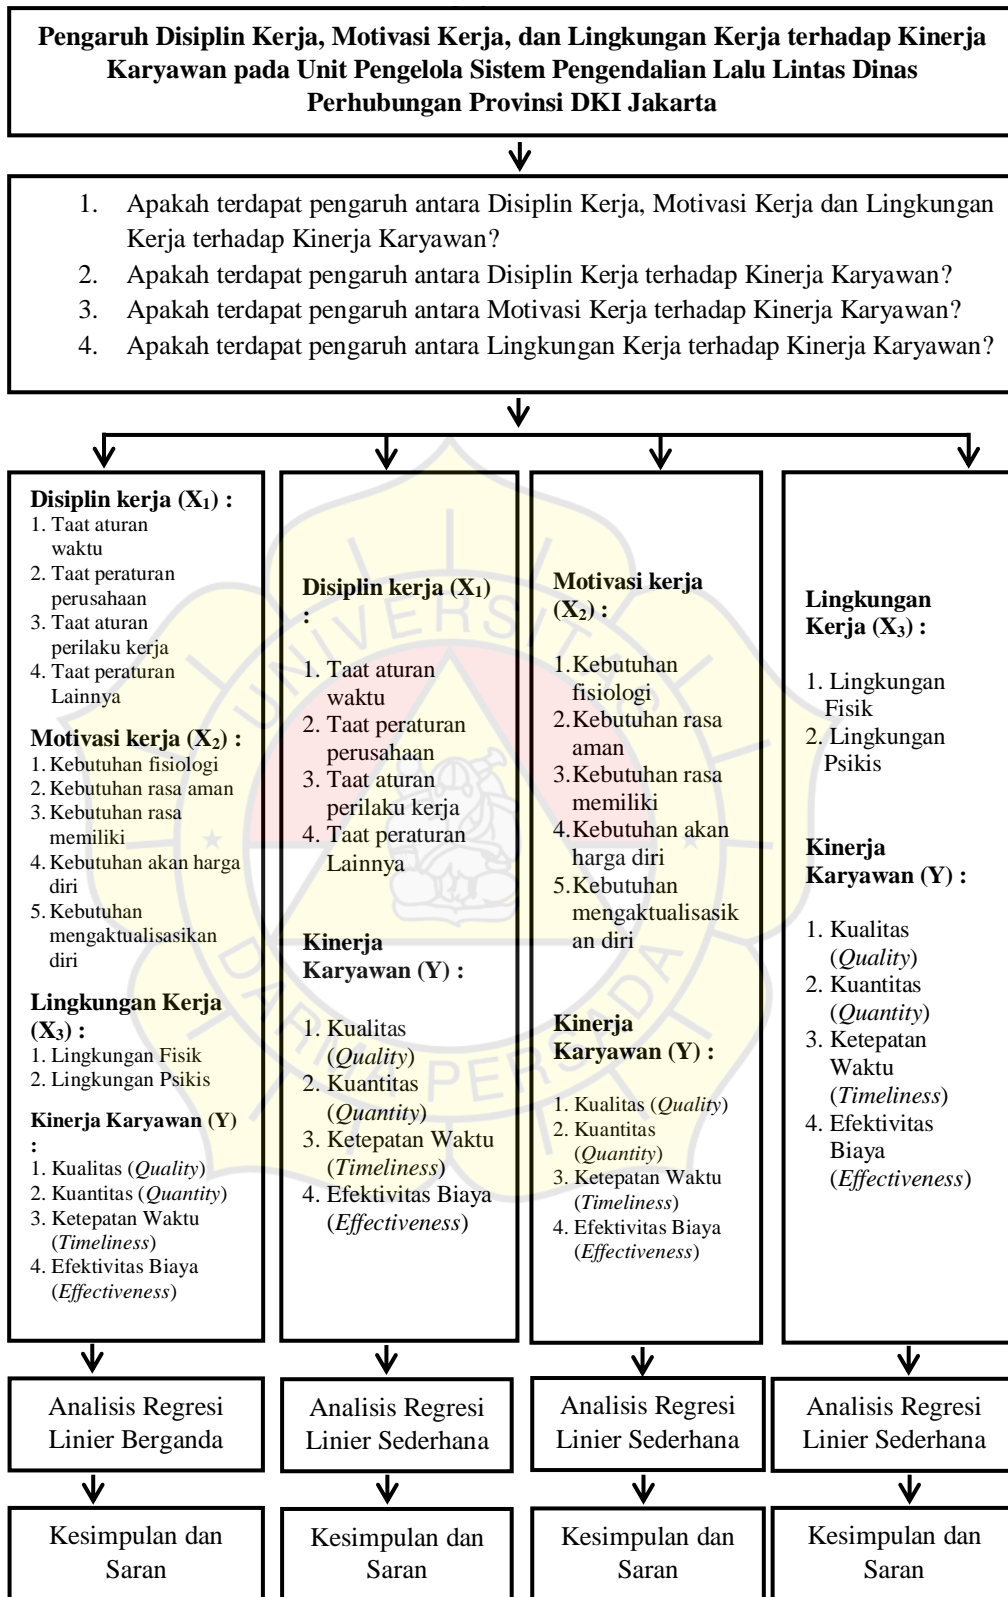 Pengaruh Disiplin Kerja, Motivasi Kerja, dan Lingkungan Kerja terhadap Kinerja
Karyawan pada Unit Pengelola Sistem Pengendalian Lalu Lintas Dinas
Perhubungan Provinsi DKI Jakarta
1. Apakah terdapat pengaruh antara Disiplin Kerja, Motivasi Kerja dan Lingkungan
Kerja terhadap Kinerja Karyawan?
2. Apakah terdapat pengaruh antara Disiplin Kerja terhadap Kinerja Karyawan?
3. Apakah terdapat pengaruh antara Motivasi Kerja terhadap Kinerja Karyawan?
4. Apakah terdapat pengaruh antara Lingkungan Kerja terhadap Kinerja Karyawan?
Disiplin kerja (X₁) :
1. Taat aturan
waktu
2. Taat peraturan
perusahaan
3. Taat aturan
perilaku kerja
4. Taat peraturan
Lainnya
Motivasi kerja (X₂) :
1. Kebutuhan fisiologi
2. Kebutuhan rasa aman
3. Kebutuhan rasa
memiliki
4. Kebutuhan akan harga
diri
5. Kebutuhan
mengaktualisasikan
diri
Lingkungan Kerja
(X₃) :
1. Lingkungan Fisik
2. Lingkungan Psikis
Kinerja Karyawan (Y)
:
1. Kualitas (Quality)
2. Kuantitas (Quantity)
3. Ketepatan Waktu
(Timeliness)
4. Efektivitas Biaya
(Effectiveness)
Disiplin kerja (X₁)
:
1. Taat aturan
waktu
2. Taat peraturan
perusahaan
3. Taat aturan
perilaku kerja
4. Taat peraturan
Lainnya
Kinerja
Karyawan (Y) :
1. Kualitas
(Quality)
2. Kuantitas
(Quantity)
3. Ketepatan Waktu
(Timeliness)
4. Efektivitas Biaya
(Effectiveness)
Motivasi kerja
(X₂) :
1. Kebutuhan
fisiologi
2. Kebutuhan rasa
aman
3. Kebutuhan rasa
memiliki
4. Kebutuhan akan
harga diri
5. Kebutuhan
mengaktualisasik
an diri
Kinerja
Karyawan (Y) :
1. Kualitas (Quality)
2. Kuantitas
(Quantity)
3. Ketepatan Waktu
(Timeliness)
4. Efektivitas Biaya
(Effectiveness)
Lingkungan
Kerja (X₃) :
1. Lingkungan
Fisik
2. Lingkungan
Psikis
Kinerja
Karyawan (Y) :
1. Kualitas
(Quality)
2. Kuantitas
(Quantity)
3. Ketepatan
Waktu
(Timeliness)
4. Efektivitas
Biaya
(Effectiveness)
Analisis Regresi
Linier Berganda
Analisis Regresi
Linier Sederhana
Analisis Regresi
Linier Sederhana
Analisis Regresi
Linier Sederhana
Kesimpulan dan
Saran
Kesimpulan dan
Saran
Kesimpulan dan
Saran
Kesimpulan dan
Saran
UNIVERSITAS
DARMA PERSADA